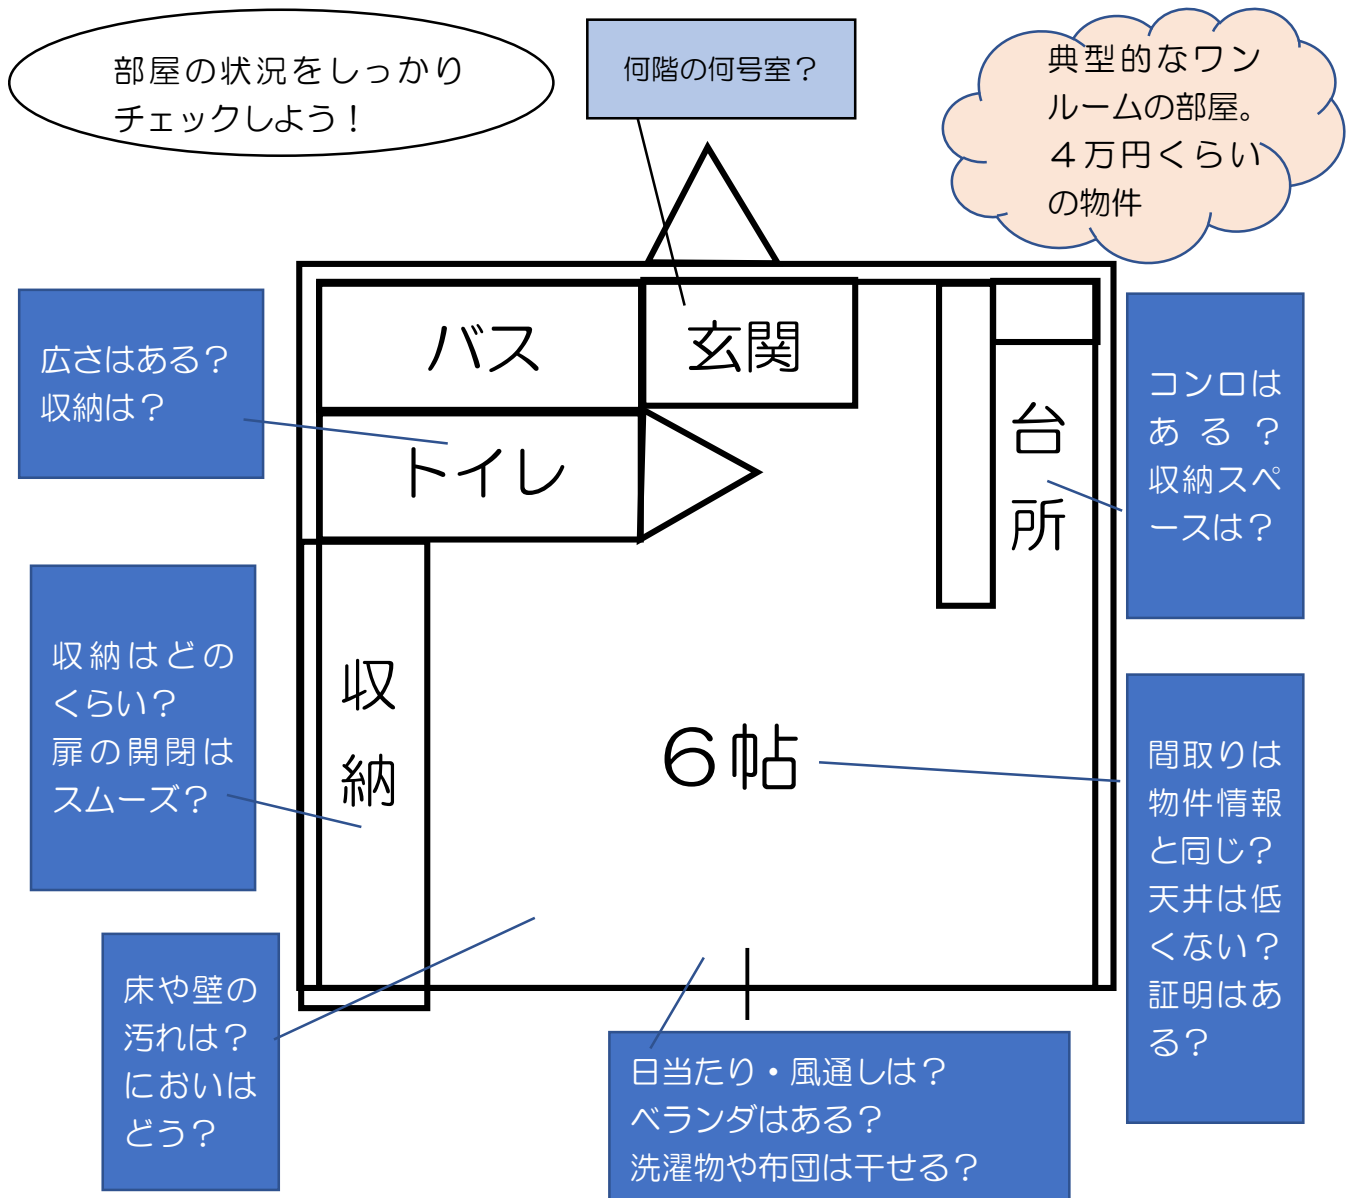 部屋の状況をしっかり
チェックしよう！
何階の何号室？
典型的なワン
ルームの部屋。
４万円くらい
の物件
広さはある？
収納は？
バス
玄関
トイレ
台
所
コンロは
ある？
収納スペ
ースは？
収納はどの
くらい？
扉の開閉は
スムーズ？
収
納
６帖
間取りは
物件情報
と同じ？
天井は低
くない？
証明はあ
る？
床や壁の
汚れは？
においは
どう？
日当たり・風通しは？
ベランダはある？
洗濯物や布団は干せる？